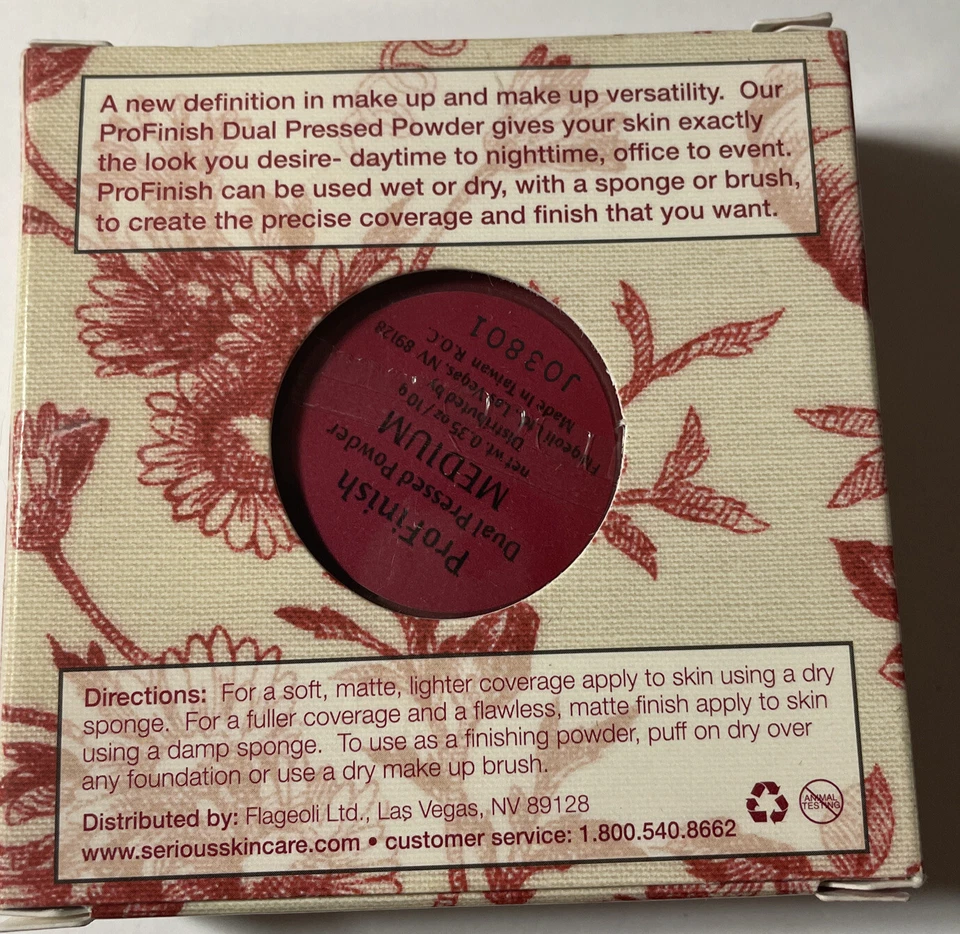 A new definition in make up and make up versatility. Our
ProFinish Dual Pressed Powder gives your skin exactly
the look you desire- daytime to nighttime, office to event.
ProFinish can be used wet or dry, with a sponge or brush,
to create the precise coverage and finish that you want.
ProFinish
Dual Pressed Powder
MEDIUM
net wt. 0.35 oz/10g
Distributed by
Flageoli, Las Vegas, NV 89128
Made In Taiwan R.O.C.
J03801
Directions: For a soft, matte, lighter coverage apply to skin using a dry
sponge. For a fuller coverage and a flawless, matte finish apply to skin
using a damp sponge. To use as a finishing powder, puff on dry over
any foundation or use a dry make up brush.
Distributed by: Flageoli Ltd., Las Vegas, NV 89128
www.seriousskincare.com • customer service: 1.800.540.8662
ANIMAL
TESTING